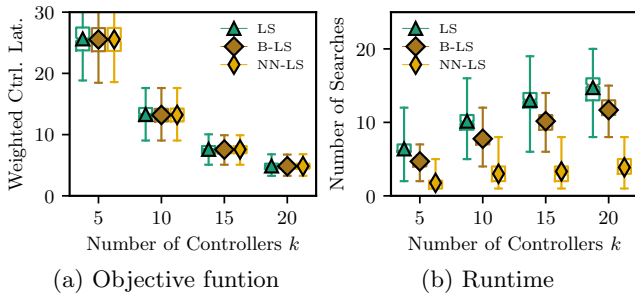 Weighted Ctrl. Lat.
30
20
10
0
LS
B-LS
NN-LS
5 10 15 20
Number of Controllers k
(a) Objective funtion
Number of Searches
20
10
0
LS
B-LS
NN-LS
5 10 15 20
Number of Controllers k
(b) Runtime